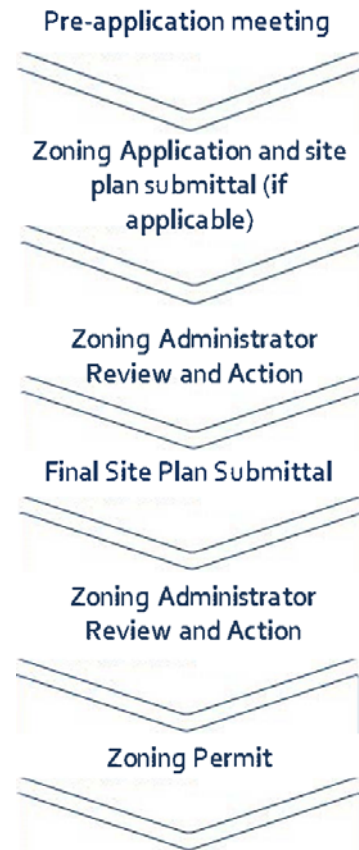 Pre-application meeting
Zoning Application and site
plan submittal (if
applicable)
Zoning Administrator
Review and Action
Final Site Plan Submittal
Zoning Administrator
Review and Action
Zoning Permit